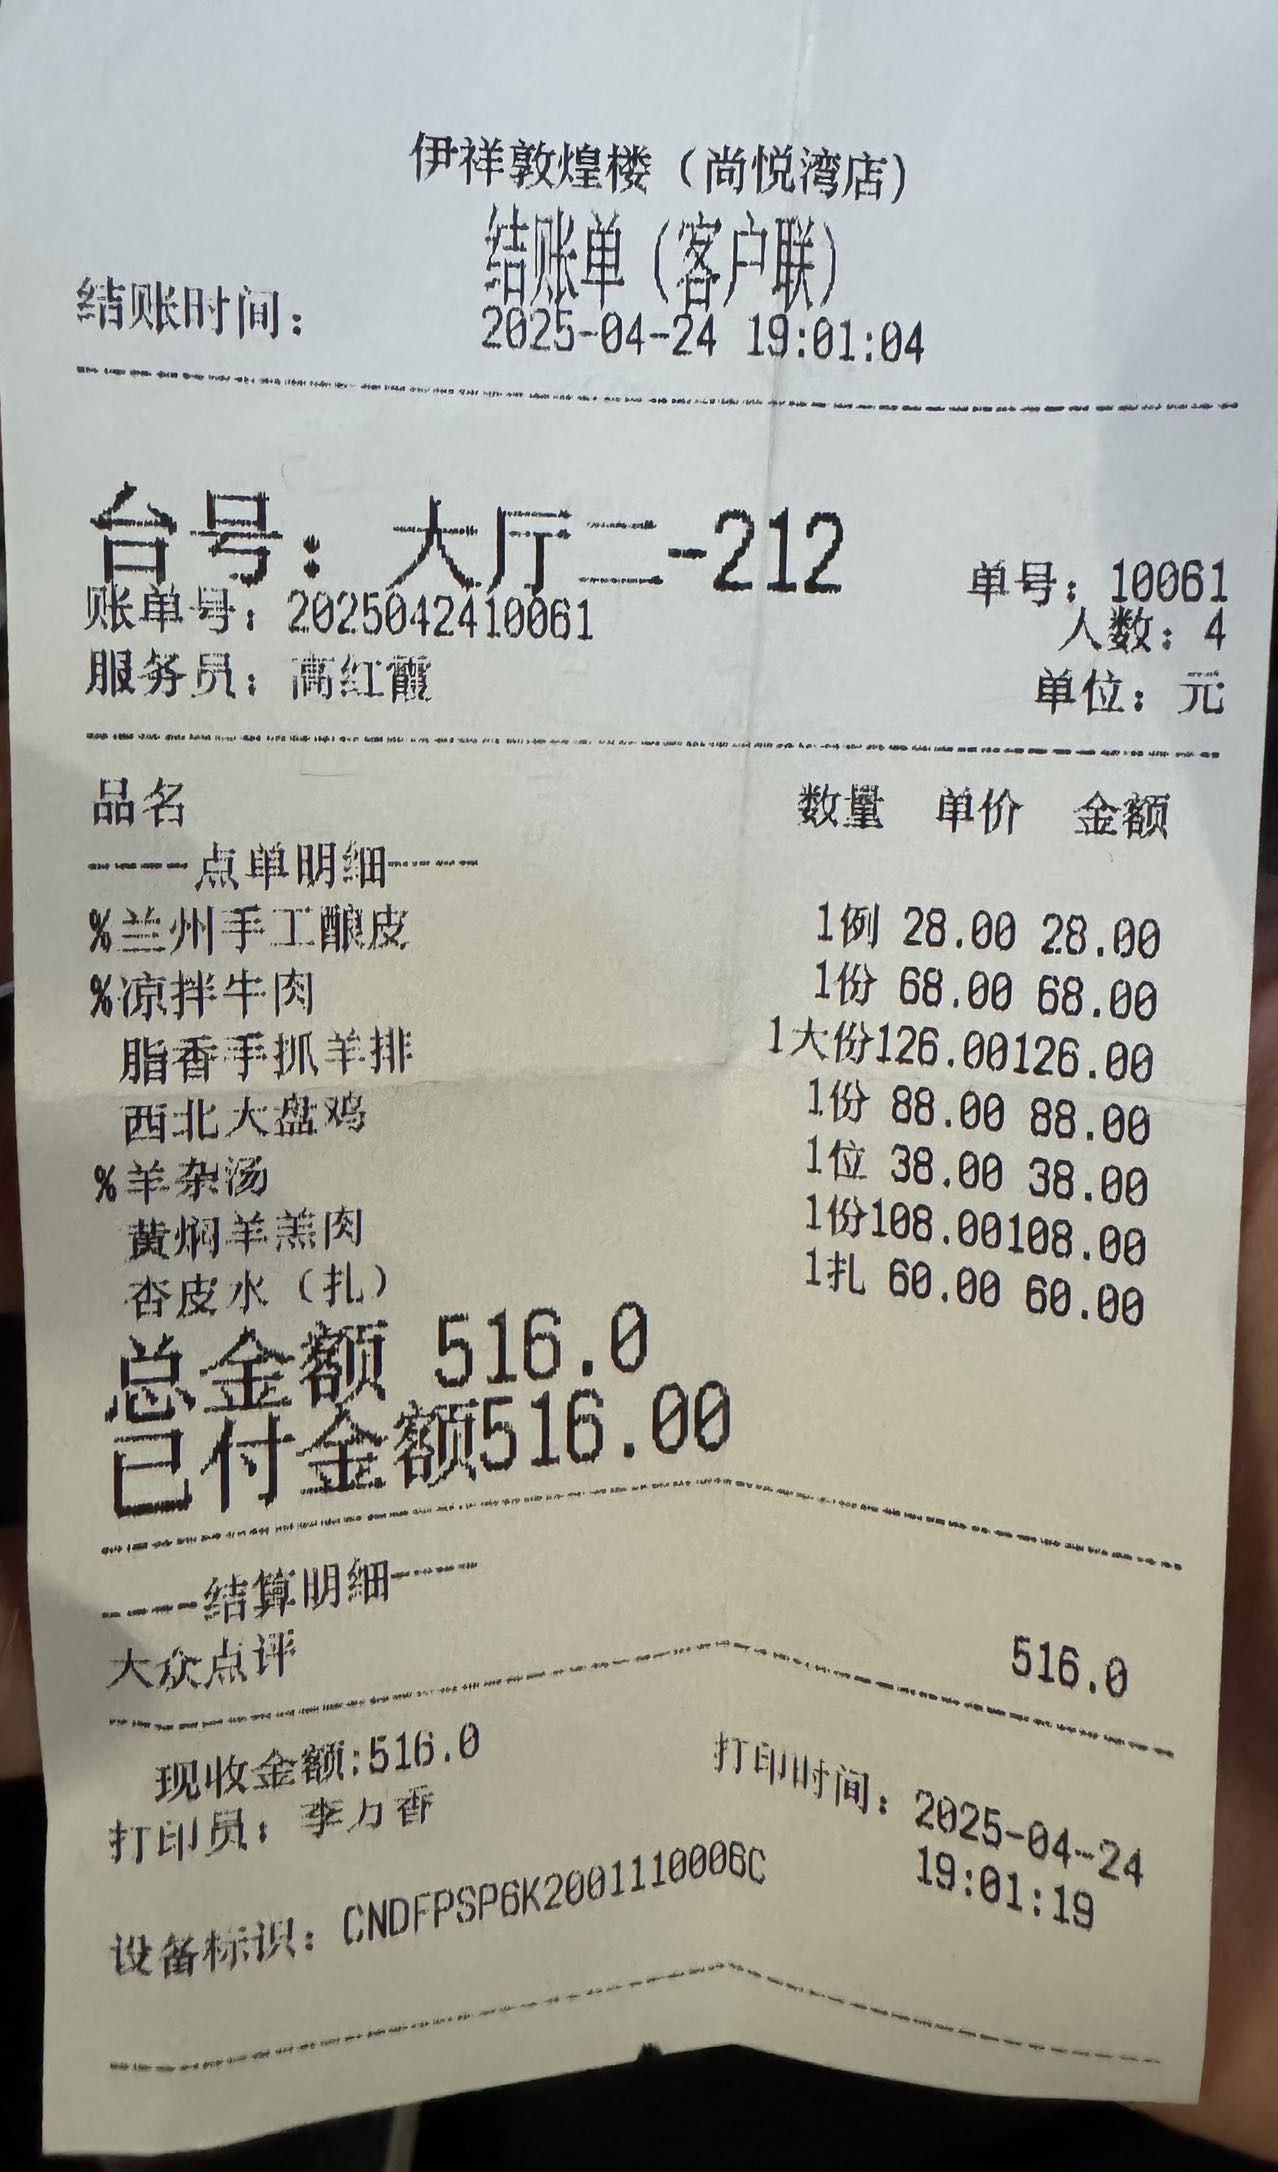 伊祥敦煌楼（尚悦湾店）
结账单（客户联）
结账时间： 2025-04-24 19:01:04
台号：大厅二-212
单号：10061
账单号：2025042410061 人数：4
服务员：高红霞 单位：元
品名 数量 单价 金额
----点单明细----
%兰州手工酿皮 1例 28.00 28.00
%凉拌牛肉 1份 68.00 68.00
脂香手抓羊排 1大份126.00126.00
西北大盘鸡 1份 88.00 88.00
%羊杂汤 1位 38.00 38.00
黄焖羊羔肉 1份108.00108.00
杏皮水（扎） 1扎 60.00 60.00
总金额 516.0
已付金额516.00
----结算明细----
大众点评 516.0
现收金额:516.0
打印员：李万香 打印时间：2025-04-24
19:01:19
设备标识：CNDFPSP6K2001110006C